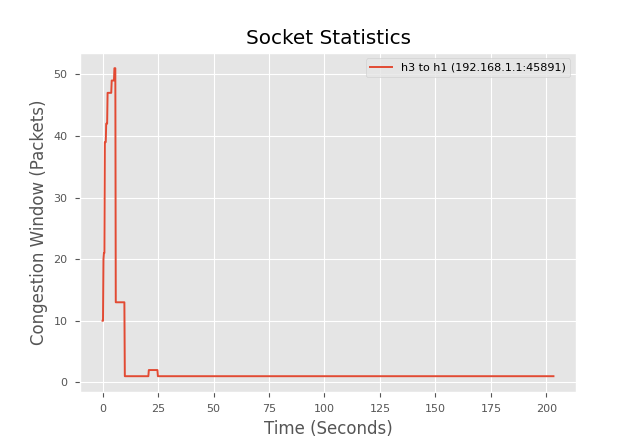 Socket Statistics
h3 to h1 (192.168.1.1:45891)
Congestion Window (Packets)
50
40
30
20
10
0
0 25 50 75 100 125 150 175 200
Time (Seconds)